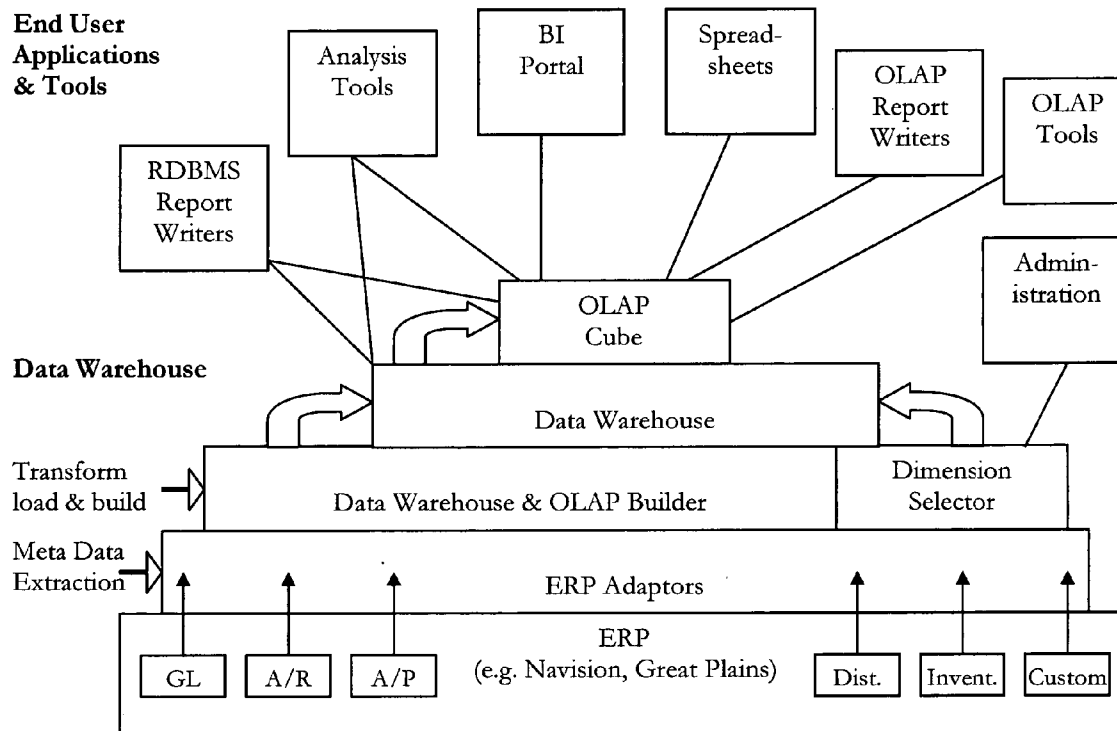 End User
Applications
& Tools
Analysis
Tools
BI
Portal
Spread-
sheets
OLAP
Report
Writers
OLAP
Tools
RDBMS
Report
Writers
Admin-
istration
OLAP
Cube
Data Warehouse
Data Warehouse
Transform
load & build
Data Warehouse & OLAP Builder
Dimension
Selector
Meta Data
Extraction
ERP Adaptors
ERP
(e.g. Navision, Great Plains)
GL
A/R
A/P
Dist.
Invent.
Custom